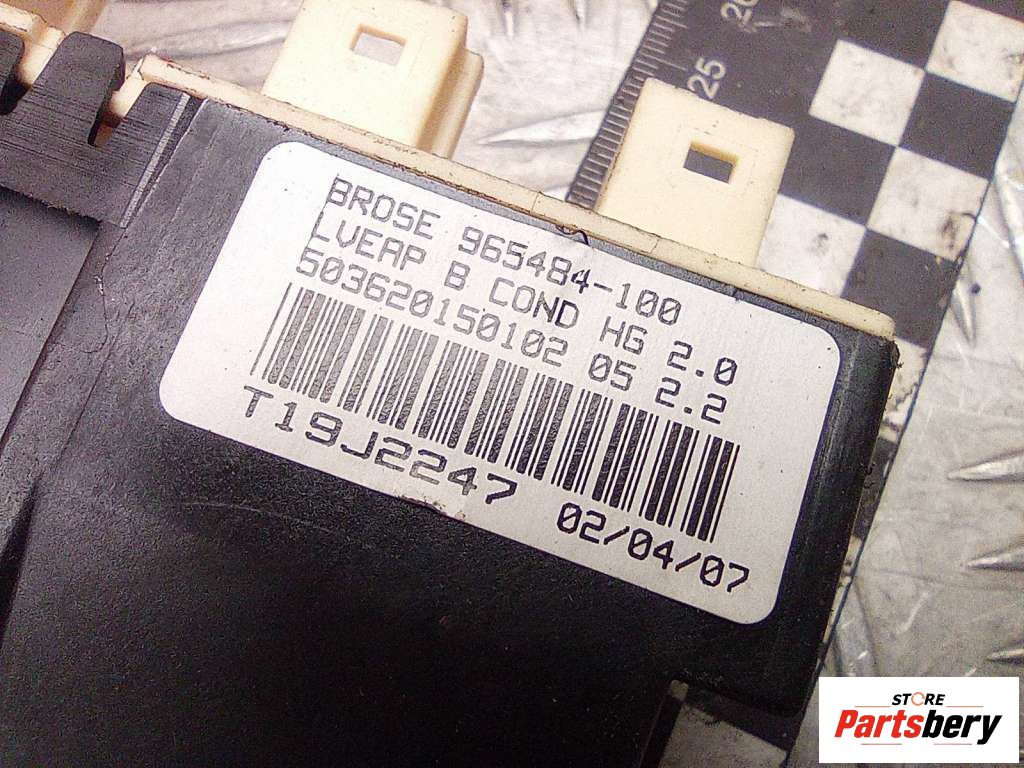 20
25
BROSE 965484-100
LVEAP B COND HG 2.0
503620150102 05 2.2
T19J2247 02/04/07
STORE
Partsbery